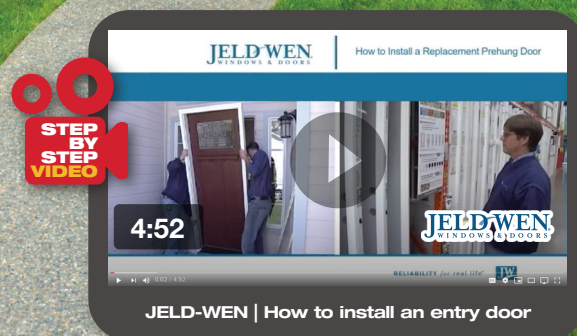 JELD-WEN
WINDOWS & DOORS
How to Install a Replacement Prehung Door
STEP
BY
STEP
VIDEO
4:52
JELD-WEN
WINDOWS & DOORS
RELIABILITY for real life®
JW
0:02 / 4:52
JELD-WEN | How to install an entry door